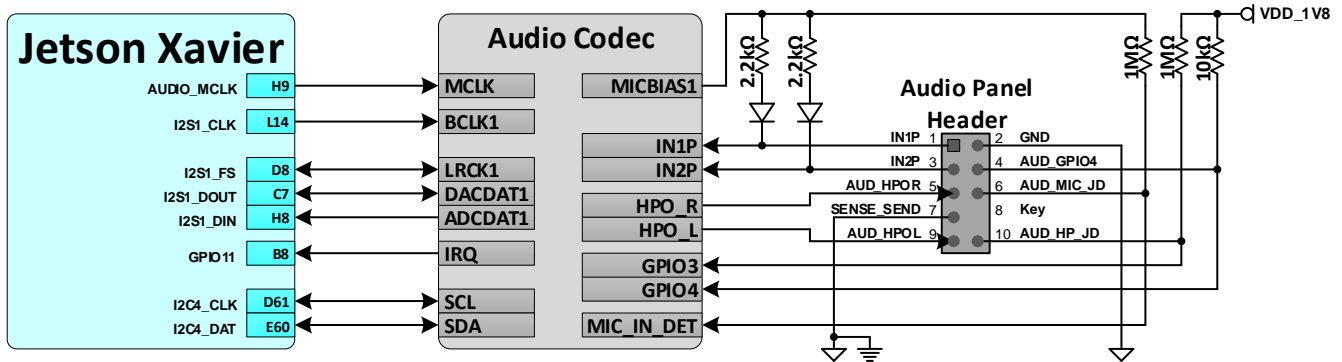 VDD_1V8
Jetson Xavier
Audio Codec
2.2kΩ
2.2kΩ
1MΩ
1MΩ
10kΩ
AUDIO_MCLK H9
MCLK
MICBIAS1
Audio Panel
Header
I2S1_CLK L14
BCLK1
IN1P
IN1P 1
2 GND
I2S1_FS D8
LRCK1
IN2P
IN2P 3
4 AUD_GPIO4
I2S1_DOUT C7
DACDAT1
HPO_R
AUD_HPOR 5
6 AUD_MIC_JD
I2S1_DIN H8
ADCDAT1
HPO_L
SENSE_SEND 7
8 Key
AUD_HPOL 9
10 AUD_HP_JD
GPIO11 B8
IRQ
GPIO3
GPIO4
I2C4_CLK D61
SCL
I2C4_DAT E60
SDA
MIC_IN_DET